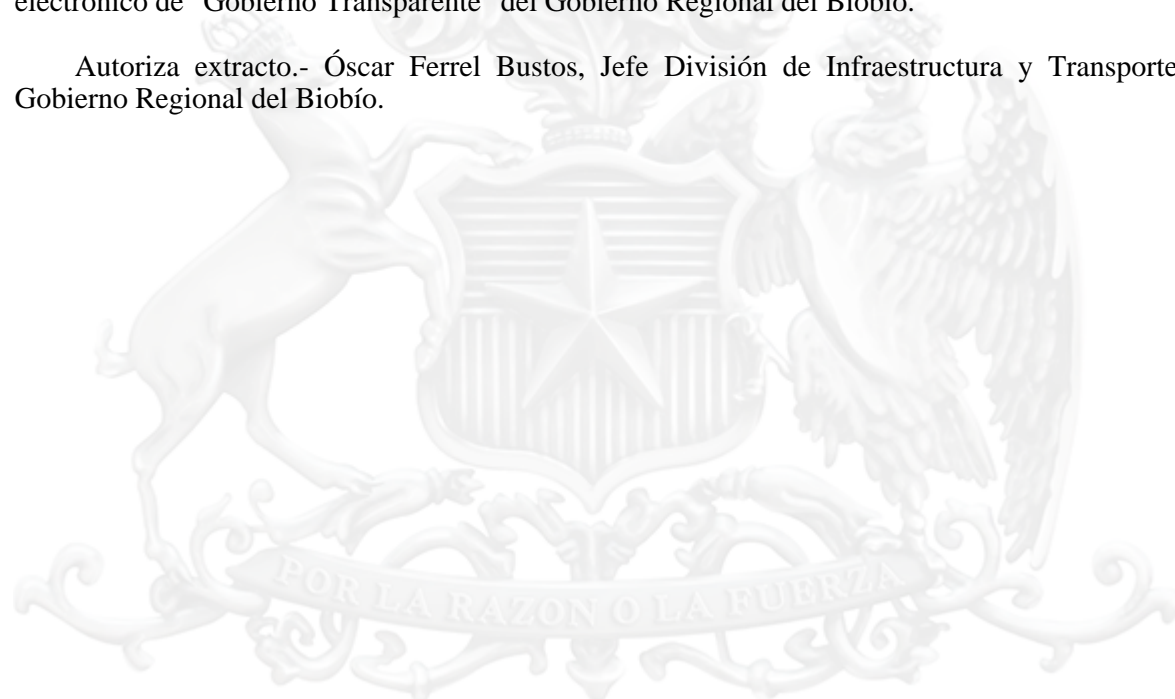 electrónico de "Gobierno Transparente" del Gobierno Regional del Biobío.
Autoriza extracto.- Óscar Ferrel Bustos, Jefe División de Infraestructura y Transporte
Gobierno Regional del Biobío.
POR LA RAZON O LA FUERZA